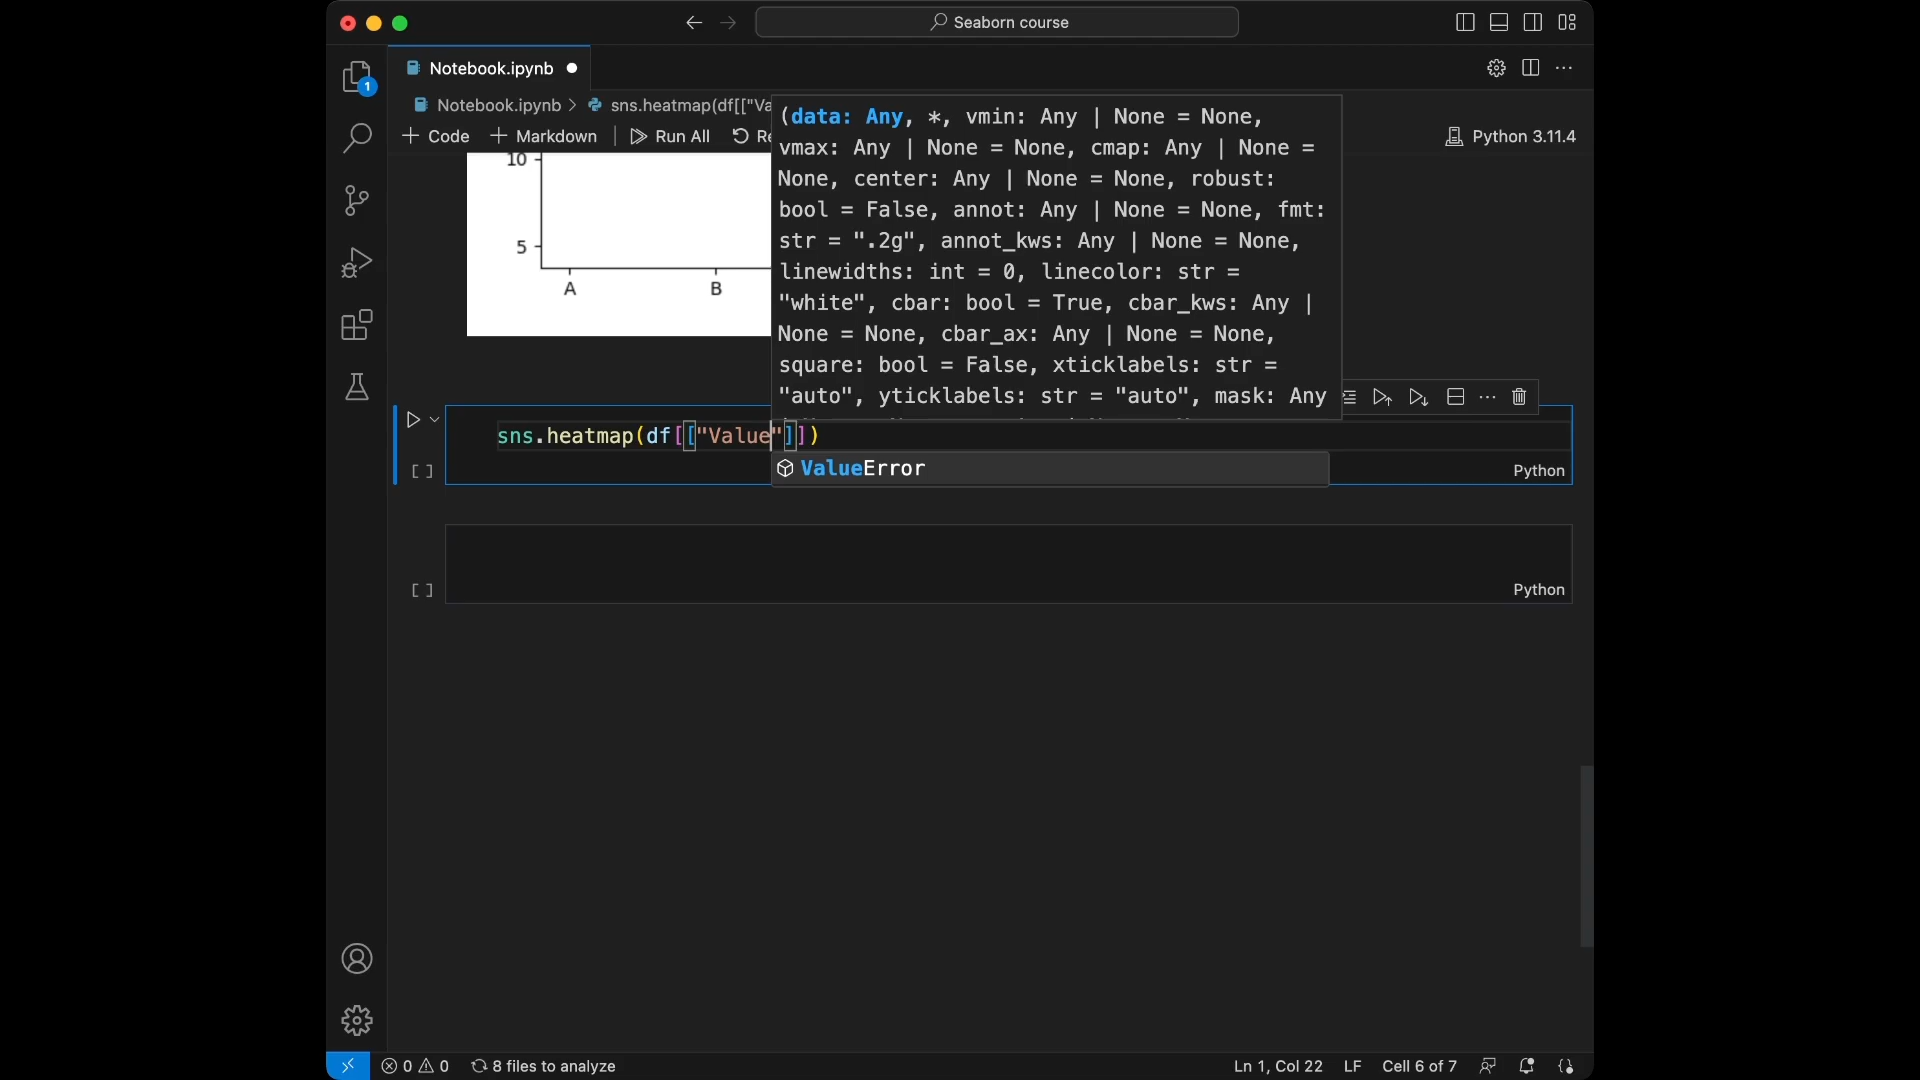 Seaborn course
Notebook.ipynb
1
Notebook.ipynb > sns.heatmap(df[["Va
+ Code + Markdown Run All Re
Python 3.11.4
(data: Any, *, vmin: Any | None = None,
vmax: Any | None = None, cmap: Any | None =
None, center: Any | None = None, robust:
bool = False, annot: Any | None = None, fmt:
str = ".2g", annot_kws: Any | None = None,
linewidths: int = 0, linecolor: str =
"white", cbar: bool = True, cbar_kws: Any |
None = None, cbar_ax: Any | None = None,
square: bool = False, xticklabels: str =
"auto", yticklabels: str = "auto", mask: Any
10
5
A B
sns.heatmap(df[["Value"]])
ValueError
[ ]
Python
[ ]
Python
0 0 8 files to analyze
Ln 1, Col 22 LF Cell 6 of 7